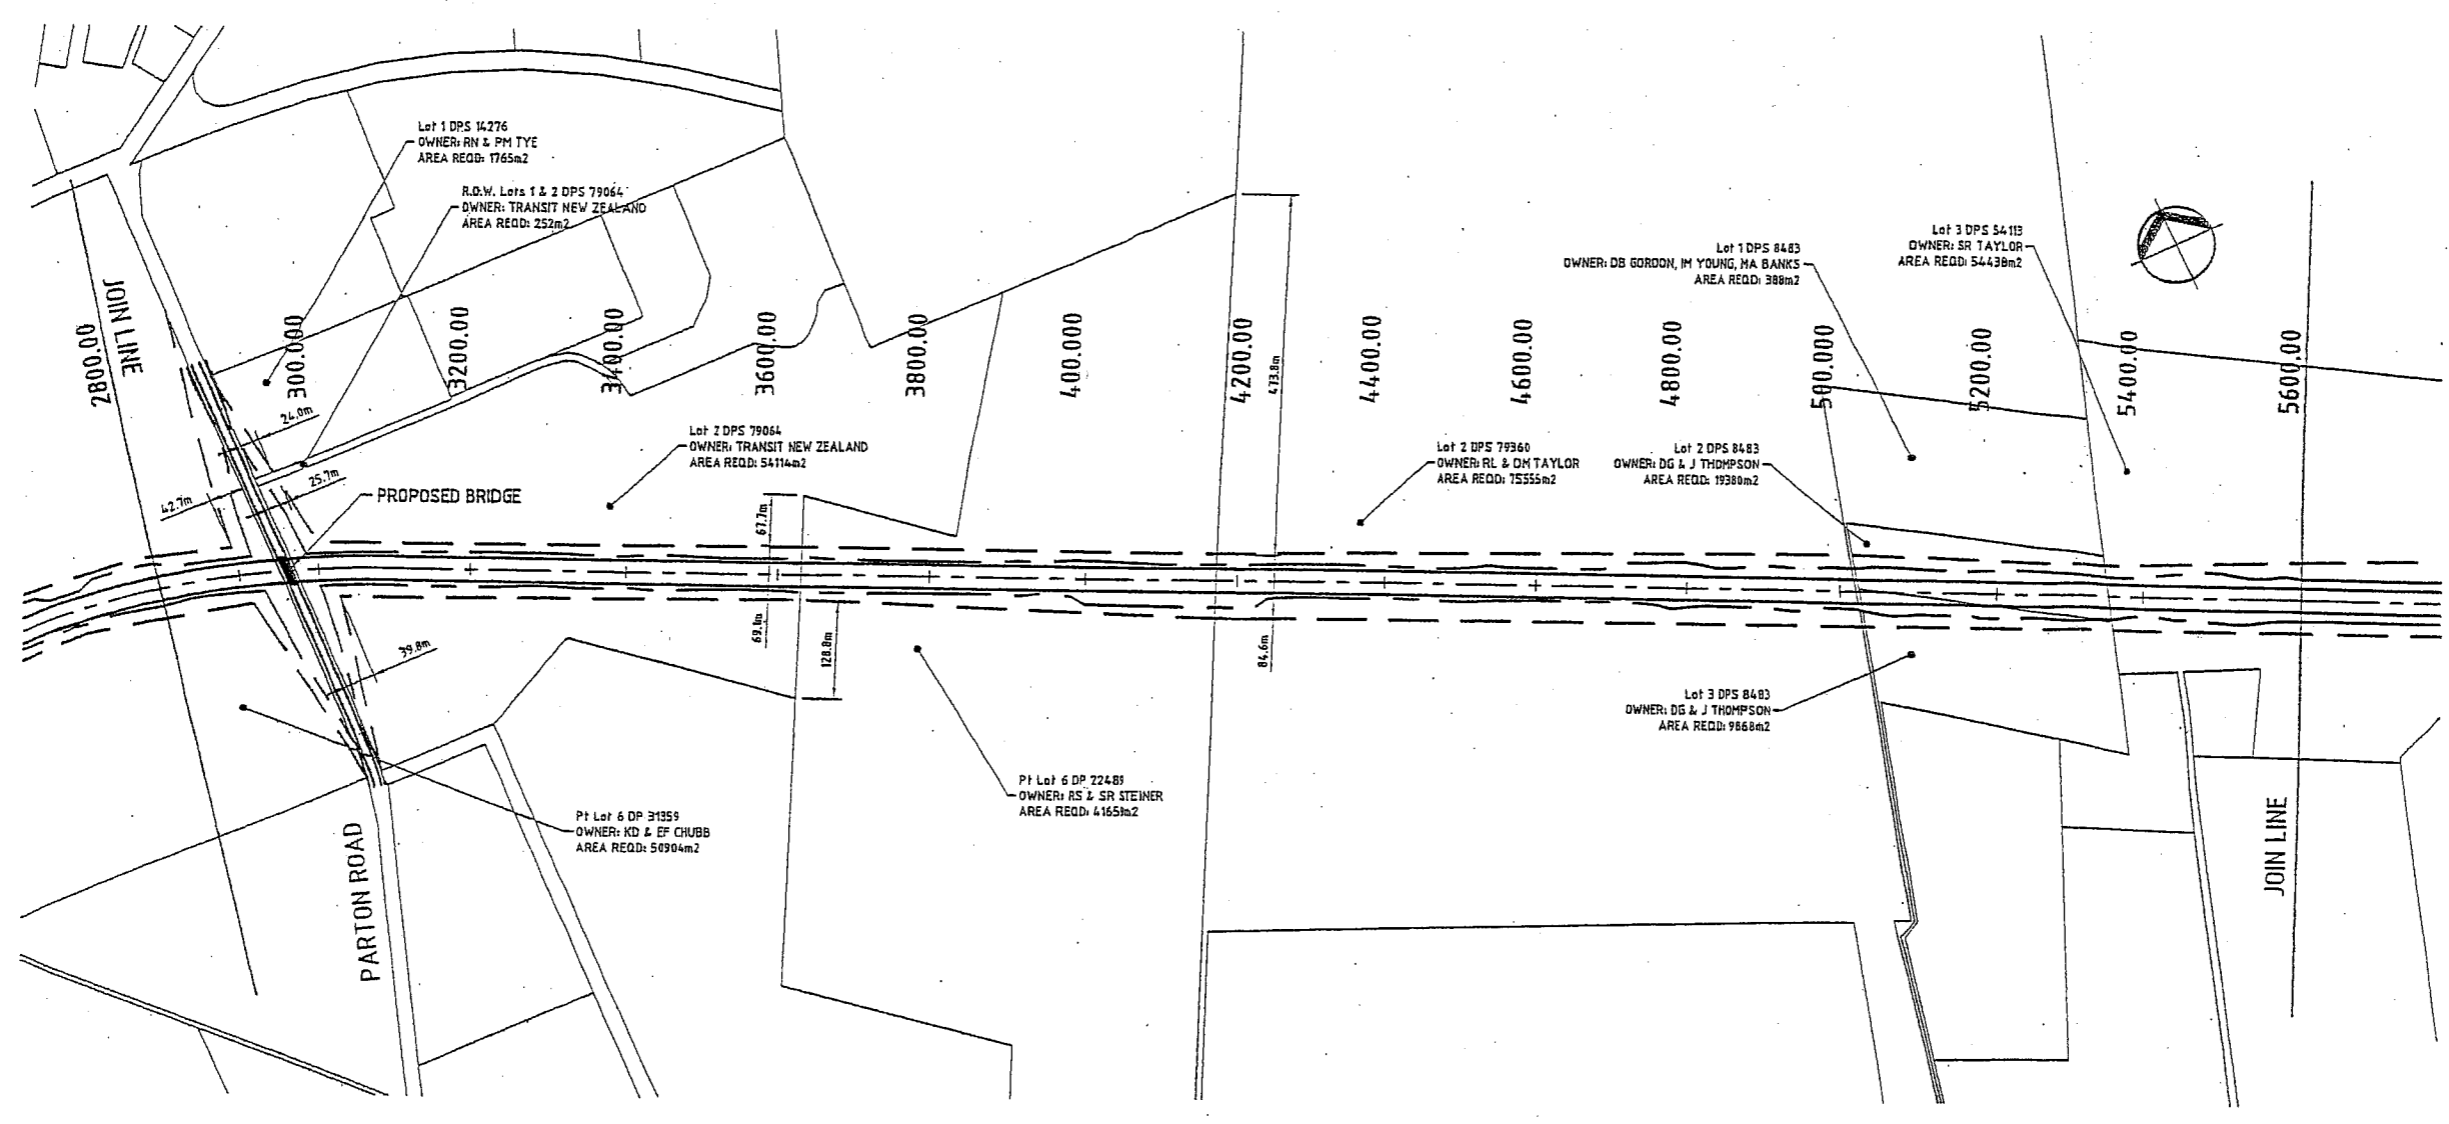 Lot 1 DPS 14276
OWNER: RN & PM TYE
AREA REQD: 1765m2
R.O.W. Lots 1 & 2 DPS 79064
OWNER: TRANSIT NEW ZEALAND
AREA REQD: 252m2
Lot 3 DPS 54113
OWNER: SR TAYLOR
AREA REQD: 54438m2
Lot 1 DPS 8483
OWNER: DB GORDON, IM YOUNG, MA BANKS
AREA REQD: 388m2
JOIN LINE
2800.00
300.000
3200.00
3400.00
3600.00
3800.00
400.000
4200.00
473.8m
4400.00
4600.00
4800.00
500.000
5200.00
5400.00
5600.00
24.0m
25.7m
42.7m
PROPOSED BRIDGE
Lot 2 DPS 79064
OWNER: TRANSIT NEW ZEALAND
AREA REQD: 54114m2
Lot 2 DPS 79360
OWNER: RL & DM TAYLOR
AREA REQD: 75555m2
Lot 2 DPS 8483
OWNER: DG & J THOMPSON
AREA REQD: 19380m2
67.7m
128.8m
84.6m
39.8m
Lot 3 DPS 8483
OWNER: DG & J THOMPSON
AREA REQD: 9868m2
Pt Lot 6 DP 22489
OWNER: RS & SR STEINER
AREA REQD: 41659m2
Pt Lot 6 DP 31359
OWNER: KD & EF CHUBB
AREA REQD: 50904m2
PARTON ROAD
JOIN LINE